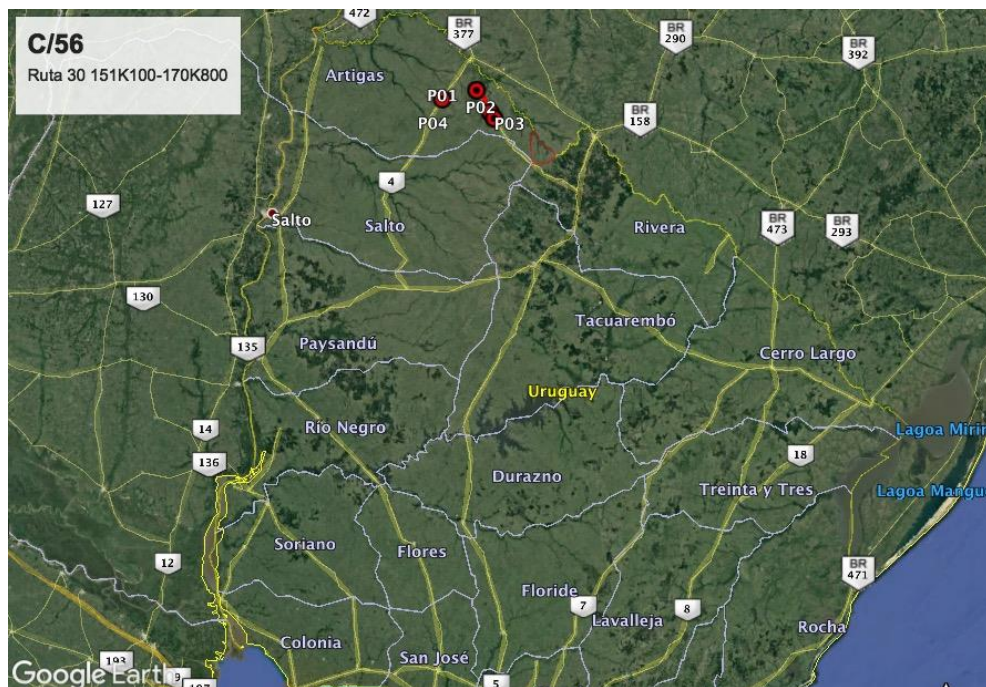 C/56
Ruta 30 151K100-170K800
472
BR
377
BR
290
BR
392
Artigas
P01
P02
P04
P03
BR
158
4
127
Salto
Salto
Rivera
BR
473
BR
293
130
Tacuarembó
135
Paysandú
Cerro Largo
Uruguay
14
Río Negro
Lagoa Mirin
136
18
Durazno
Treinta y Tres
Lagoa Mangu
Soriano
Flores
12
BR
471
Floride
7
8
Lavalleja
Rocha
Colonia
San José
193
9
5
Google Earth